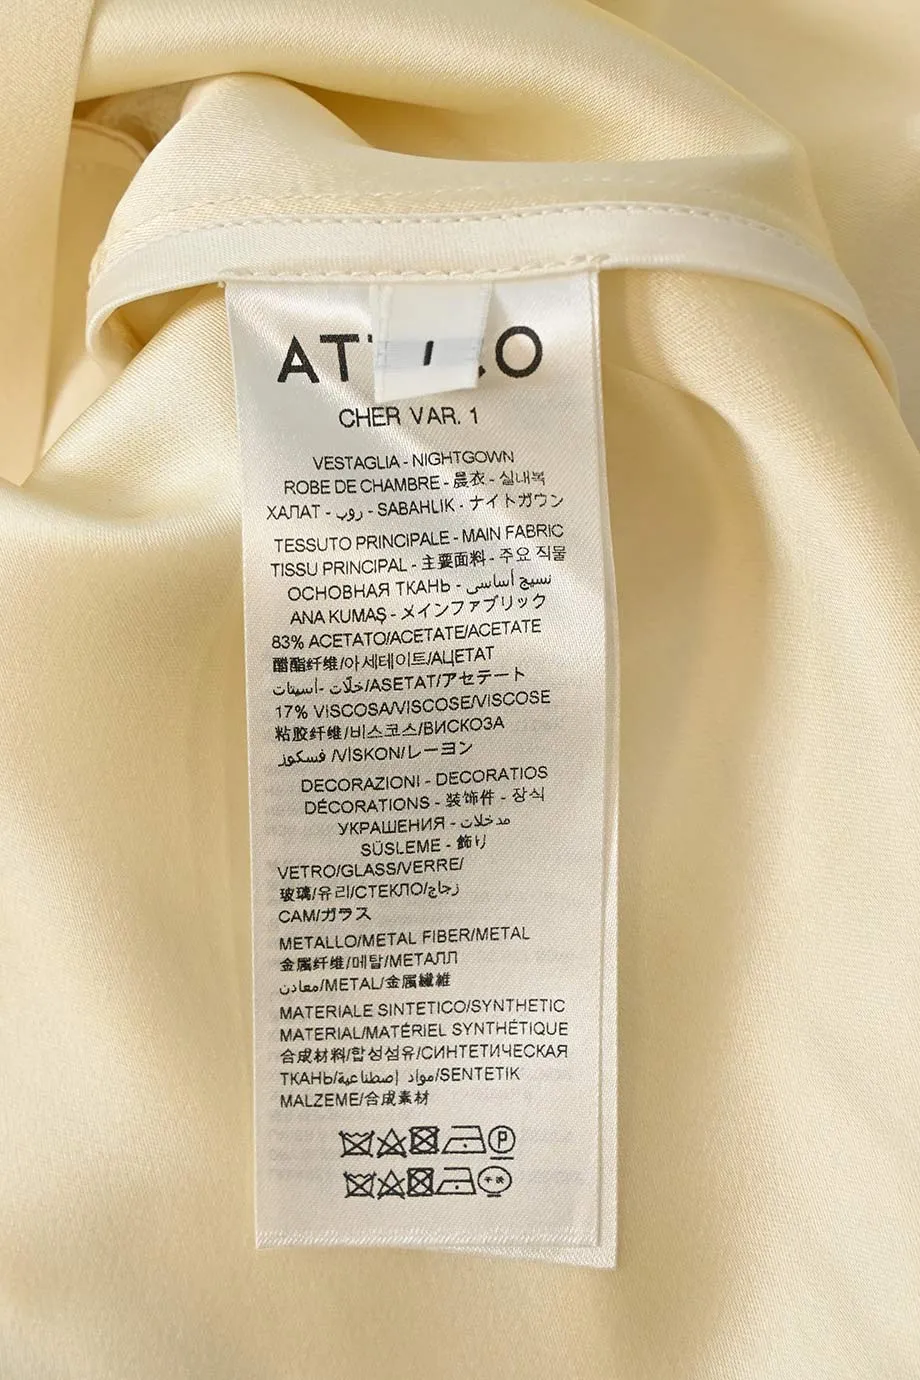 CHER VAR. 1
VESTAGLIA - NIGHTGOWN
ROBE DE CHAMBRE - 晨衣 - 실내복
ХАЛАТ - روب - SABAHLIK - ナイトガウン
TESSUTO PRINCIPALE - MAIN FABRIC
TISSU PRINCIPAL - 主要面料 - 주요 직물
ОСНОВНАЯ ТКАНЬ - نسيج أساسي
ANA KUMAŞ - メインファブリック
83% ACETATO/ACETATE/ACETATE
醋酯纤维/아세테이트/АЦЕТАТ
خلّات -أسيتات/ASETAT/アセテート
17% VISCOSA/VISCOSE/VISCOSE
粘胶纤维/비스코스/ВИСКОЗА
فسكوز /VİSKON/レーヨン
DECORAZIONI - DECORATIOS
DÉCORATIONS - 装饰件 - 장식
УКРАШЕНИЯ - مدخلات
SÜSLEME - 飾り
VETRO/GLASS/VERRE/
玻璃/유리/СТЕКЛО/زجاج
CAM/ガラス
METALLO/METAL FIBER/METAL
金属纤维/메탈/МЕТАЛЛ
معادن/METAL/金属繊維
MATERIALE SINTETICO/SYNTHETIC
MATERIAL/MATÉRIEL SYNTHÉTIQUE
合成材料/합성섬유/СИНТЕТИЧЕСКАЯ
ТКАНЬ/مواد إصطناعية/SENTETIK
MALZEME/合成素材
P